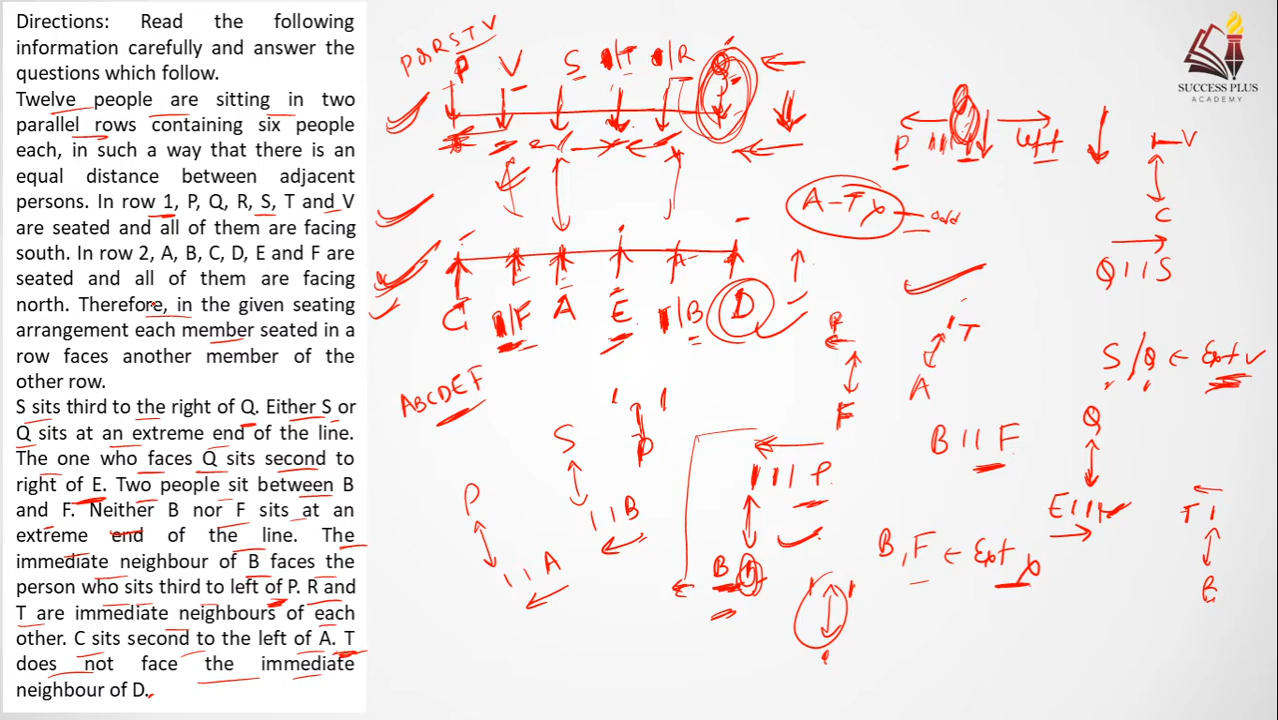 Directions: Read the following
information carefully and answer the
questions which follow.
Twelve people are sitting in two
parallel rows containing six people
each, in such a way that there is an
equal distance between adjacent
persons. In row 1, P, Q, R, S, T and V
are seated and all of them are facing
south. In row 2, A, B, C, D, E and F are
seated and all of them are facing
north. Therefore, in the given seating
arrangement each member seated in a
row faces another member of the
other row.
S sits third to the right of Q. Either S or
Q sits at an extreme end of the line.
The one who faces Q sits second to
right of E. Two people sit between B
and F. Neither B nor F sits at an
extreme end of the line. The
immediate neighbour of B faces the
person who sits third to left of P. R and
T are immediate neighbours of each
other. C sits second to the left of A. T
does not face the immediate
neighbour of D.
P V S T R
C F A E B D
ABCDEF
P left
V
C
A-T x odd
Q I I S
P
F
T
A
S/Q ← Ext ✓
B I I F
Q
S
P
I I B
I I A
I I I P
B
B, F ← Ext x
SUCCESS PLUS
ACADEMY